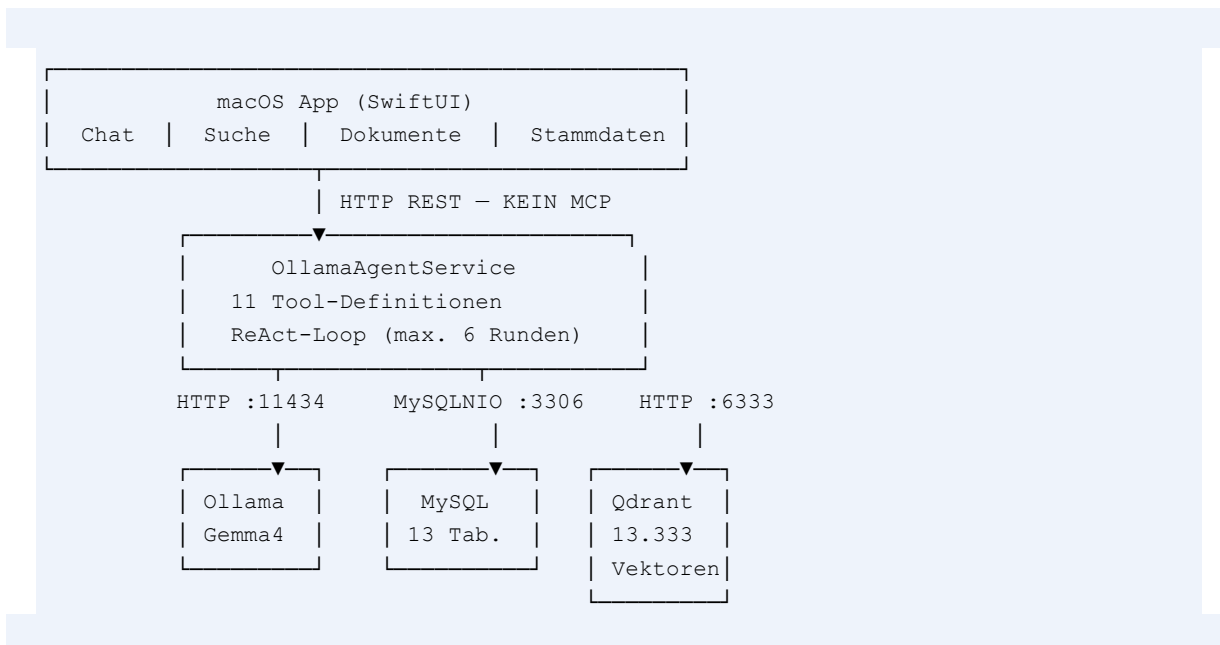 macOS App (SwiftUI)
Chat | Suche | Dokumente | Stammdaten
HTTP REST — KEIN MCP
OllamaAgentService
11 Tool-Definitionen
ReAct-Loop (max. 6 Runden)
HTTP :11434 MySQLNIO :3306 HTTP :6333
Ollama MySQL Qdrant
Gemma4 13 Tab. 13.333
Vektoren